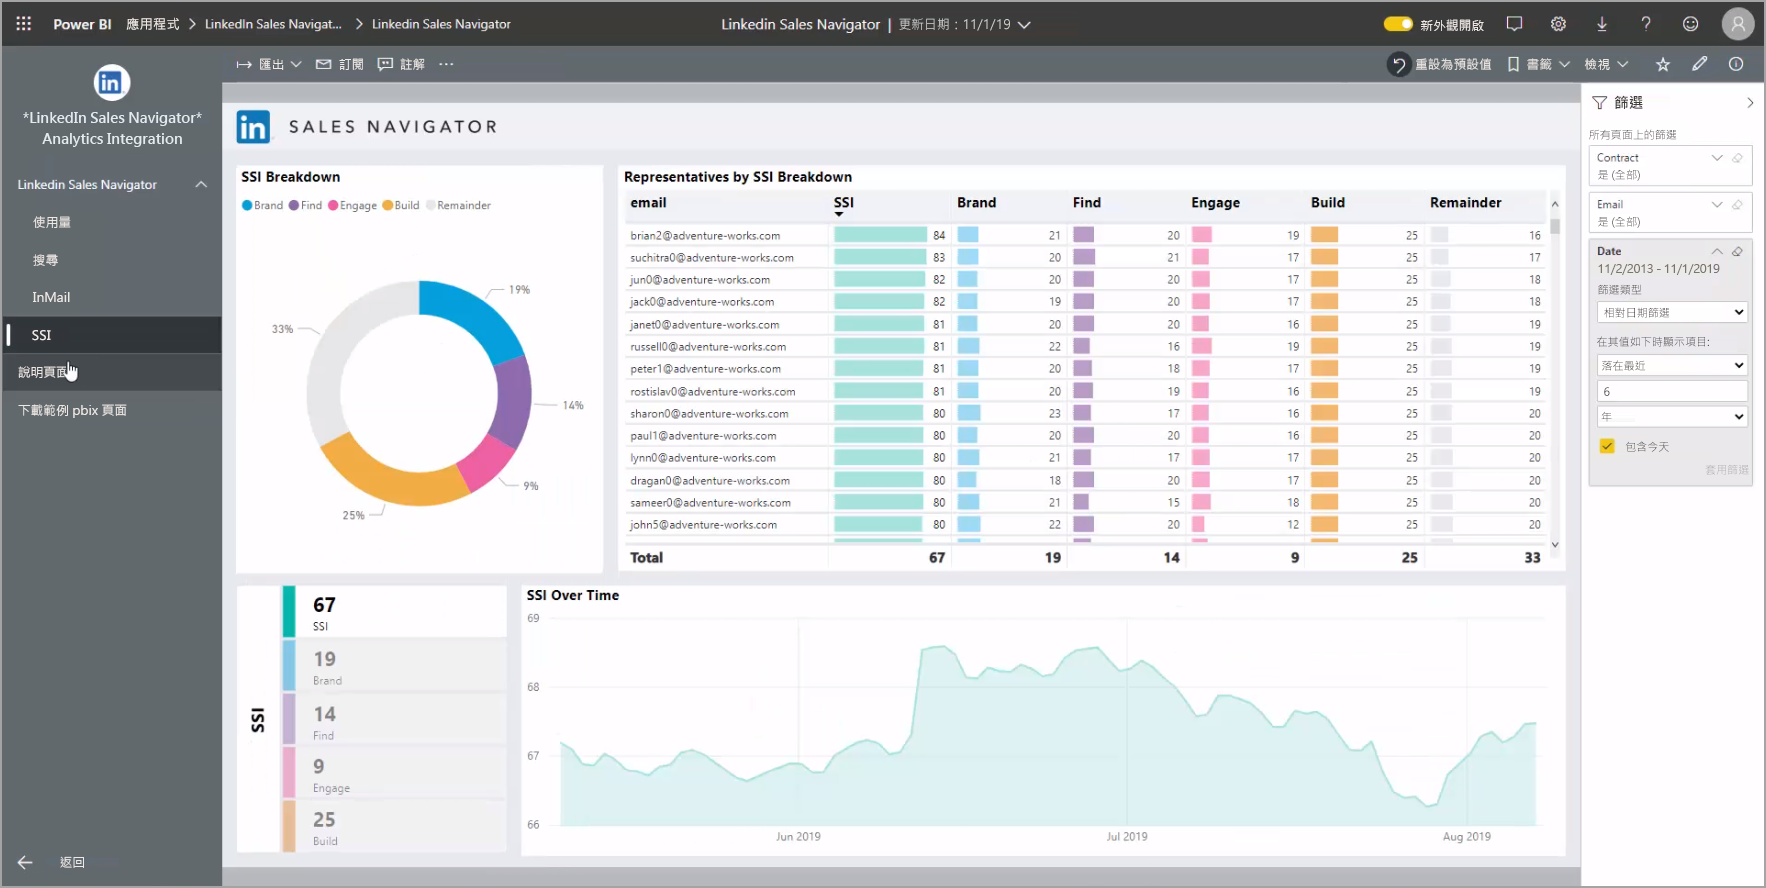 Power BI 應用程式 LinkedIn Sales Navigat... Linkedin Sales Navigator
Linkedin Sales Navigator | 更新日期：11/1/19
新外觀開啟 ?
匯出 訂閱 註解 ...
重設為預設值 書籤 檢視
in
*LinkedIn Sales Navigator*
Analytics Integration
Linkedin Sales Navigator
使用量
搜尋
InMail
SSI
說明頁面
下載範例 pbix 頁面
返回
in SALES NAVIGATOR
SSI Breakdown
Brand Find Engage Build Remainder
19%
33%
14%
9%
25%
Representatives by SSI Breakdown
email SSI Brand Find Engage Build Remainder
brian2@adventure-works.com 84 21 20 19 25 16
suchitra0@adventure-works.com 83 20 21 17 25 17
jun0@adventure-works.com 82 20 20 17 25 18
jack0@adventure-works.com 82 19 20 17 25 18
janet0@adventure-works.com 81 20 20 16 25 19
russell0@adventure-works.com 81 22 16 19 25 19
peter1@adventure-works.com 81 20 18 17 25 19
rostislav0@adventure-works.com 81 20 19 16 25 19
sharon0@adventure-works.com 80 23 17 16 25 20
paul1@adventure-works.com 80 20 20 16 25 20
lynn0@adventure-works.com 80 21 17 17 25 20
dragan0@adventure-works.com 80 18 20 17 25 20
sameer0@adventure-works.com 80 21 15 18 25 20
john5@adventure-works.com 80 22 20 12 25 20
Total 67 19 14 9 25 33
SSI
67
SSI
19
Brand
14
Find
9
Engage
25
Build
SSI Over Time
69
68
67
66
Jun 2019 Jul 2019 Aug 2019
篩選
所有頁面上的篩選
Contract
是 (全部)
Email
是 (全部)
Date
11/2/2013 - 11/1/2019
篩選類型
相對日期篩選
在其值如下時顯示項目:
落在最近
6
年
包含今天
套用篩選